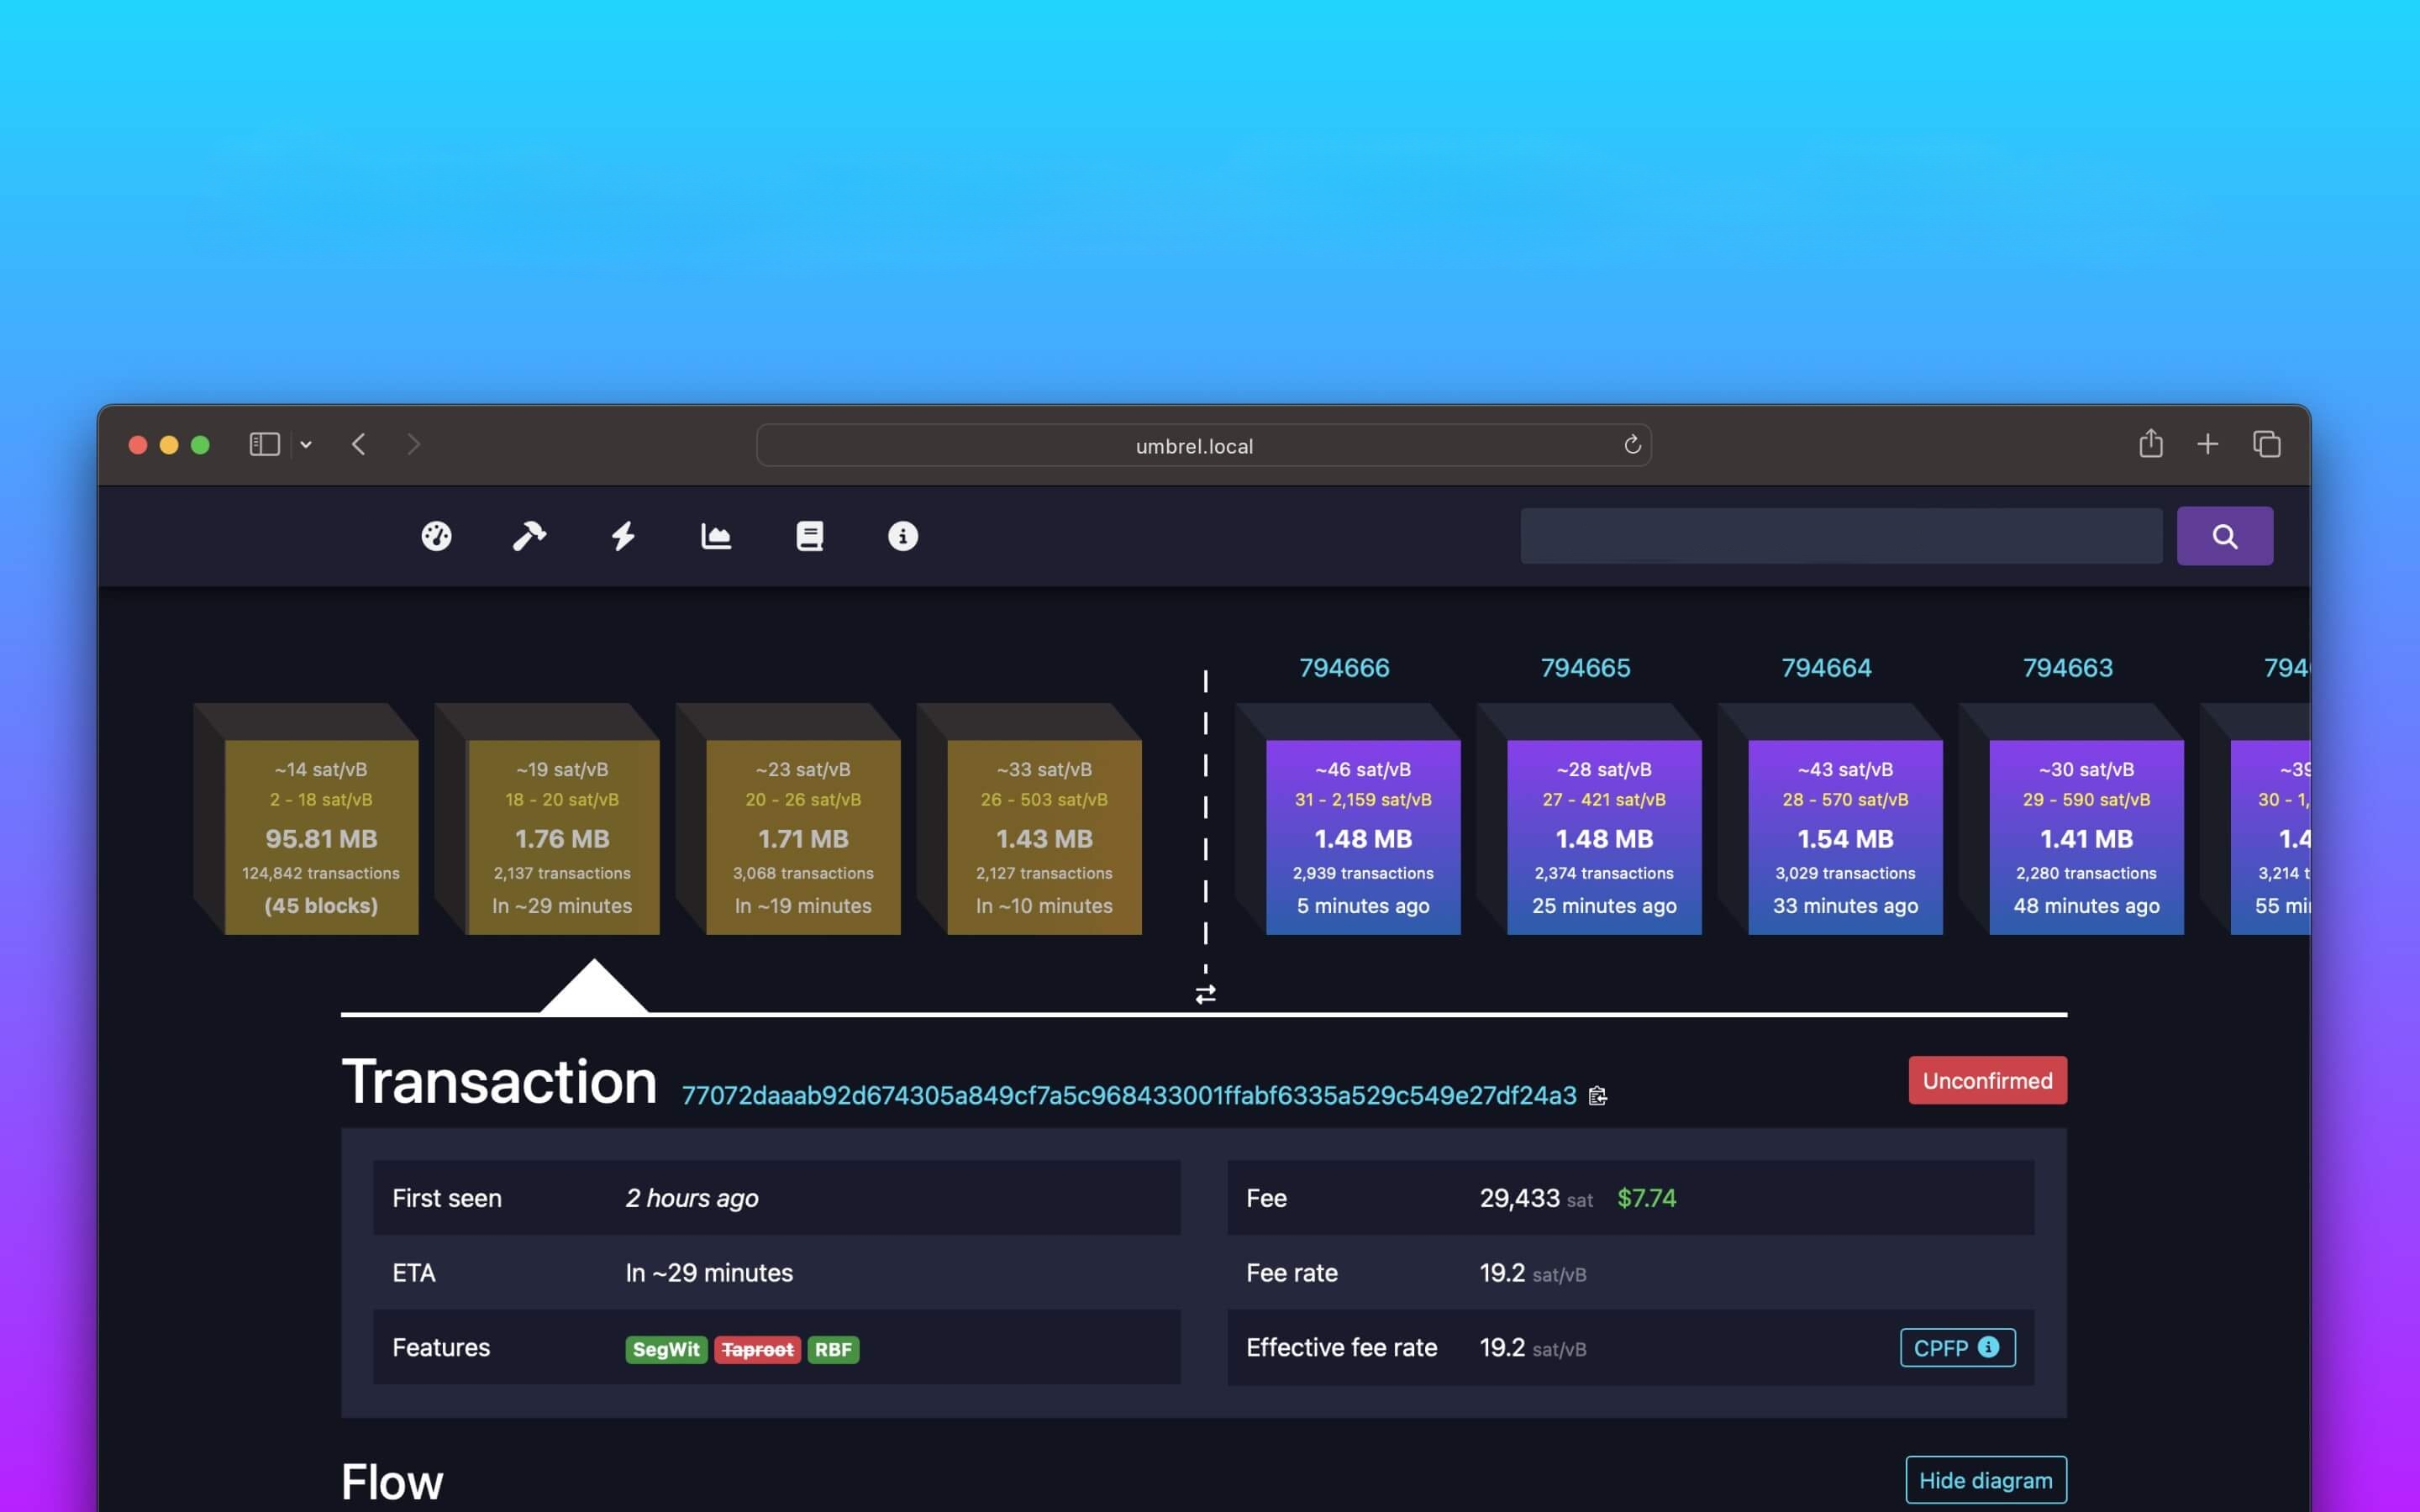 umbrel.local
794666
794665
794664
794663
794
~14 sat/vB
2 - 18 sat/vB
95.81 MB
124,842 transactions
(45 blocks)
~19 sat/vB
18 - 20 sat/vB
1.76 MB
2,137 transactions
In ~29 minutes
~23 sat/vB
20 - 26 sat/vB
1.71 MB
3,068 transactions
In ~19 minutes
~33 sat/vB
26 - 503 sat/vB
1.43 MB
2,127 transactions
In ~10 minutes
~46 sat/vB
31 - 2,159 sat/vB
1.48 MB
2,939 transactions
5 minutes ago
~28 sat/vB
27 - 421 sat/vB
1.48 MB
2,374 transactions
25 minutes ago
~43 sat/vB
28 - 570 sat/vB
1.54 MB
3,029 transactions
33 minutes ago
~30 sat/vB
29 - 590 sat/vB
1.41 MB
2,280 transactions
48 minutes ago
~39
30 - 1,
1.4
3,214 t
55 mi
Transaction 77072daaab92d674305a849cf7a5c968433001ffabf6335a529c549e27df24a3
Unconfirmed
First seen 2 hours ago
ETA In ~29 minutes
Features SegWit Taproot RBF
Fee 29,433 sat $7.74
Fee rate 19.2 sat/vB
Effective fee rate 19.2 sat/vB CPFP
Flow
Hide diagram